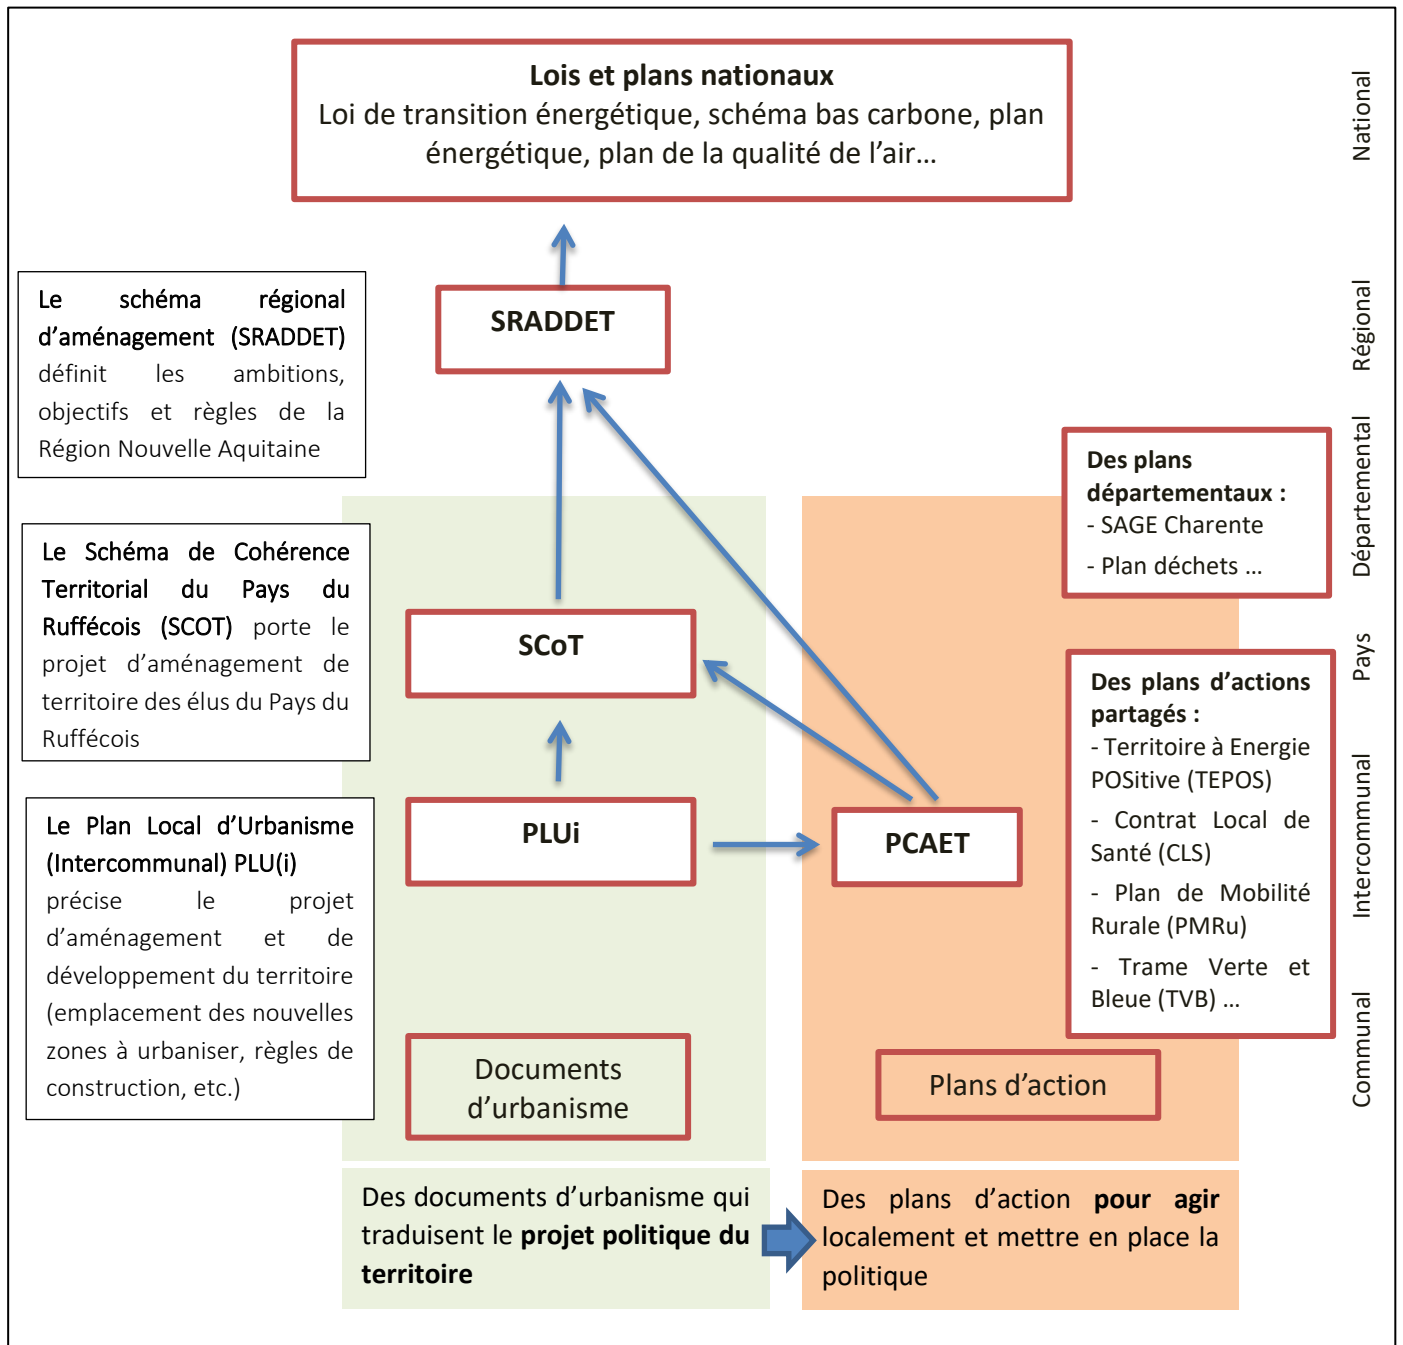 Lois et plans nationaux
Loi de transition énergétique, schéma bas carbone, plan
énergétique, plan de la qualité de l’air…
National
Le schéma régional
d’aménagement (SRADDET)
définit les ambitions,
objectifs et règles de la
Région Nouvelle Aquitaine
SRADDET
Régional
Des plans
départementaux :
- SAGE Charente
- Plan déchets …
Départemental
Le Schéma de Cohérence
Territorial du Pays du
Ruffécois (SCOT) porte le
projet d’aménagement de
territoire des élus du Pays du
Ruffécois
SCoT
Pays
Des plans d’actions
partagés :
- Territoire à Energie
POSitive (TEPOS)
- Contrat Local de
Santé (CLS)
- Plan de Mobilité
Rurale (PMRu)
- Trame Verte et
Bleue (TVB) …
Intercommunal
Le Plan Local d’Urbanisme
(Intercommunal) PLU(i)
précise le projet
d’aménagement et de
développement du territoire
(emplacement des nouvelles
zones à urbaniser, règles de
construction, etc.)
PLUi
PCAET
Communal
Documents
d’urbanisme
Plans d’action
Des documents d’urbanisme qui
traduisent le projet politique du
territoire
Des plans d’action pour agir
localement et mettre en place la
politique